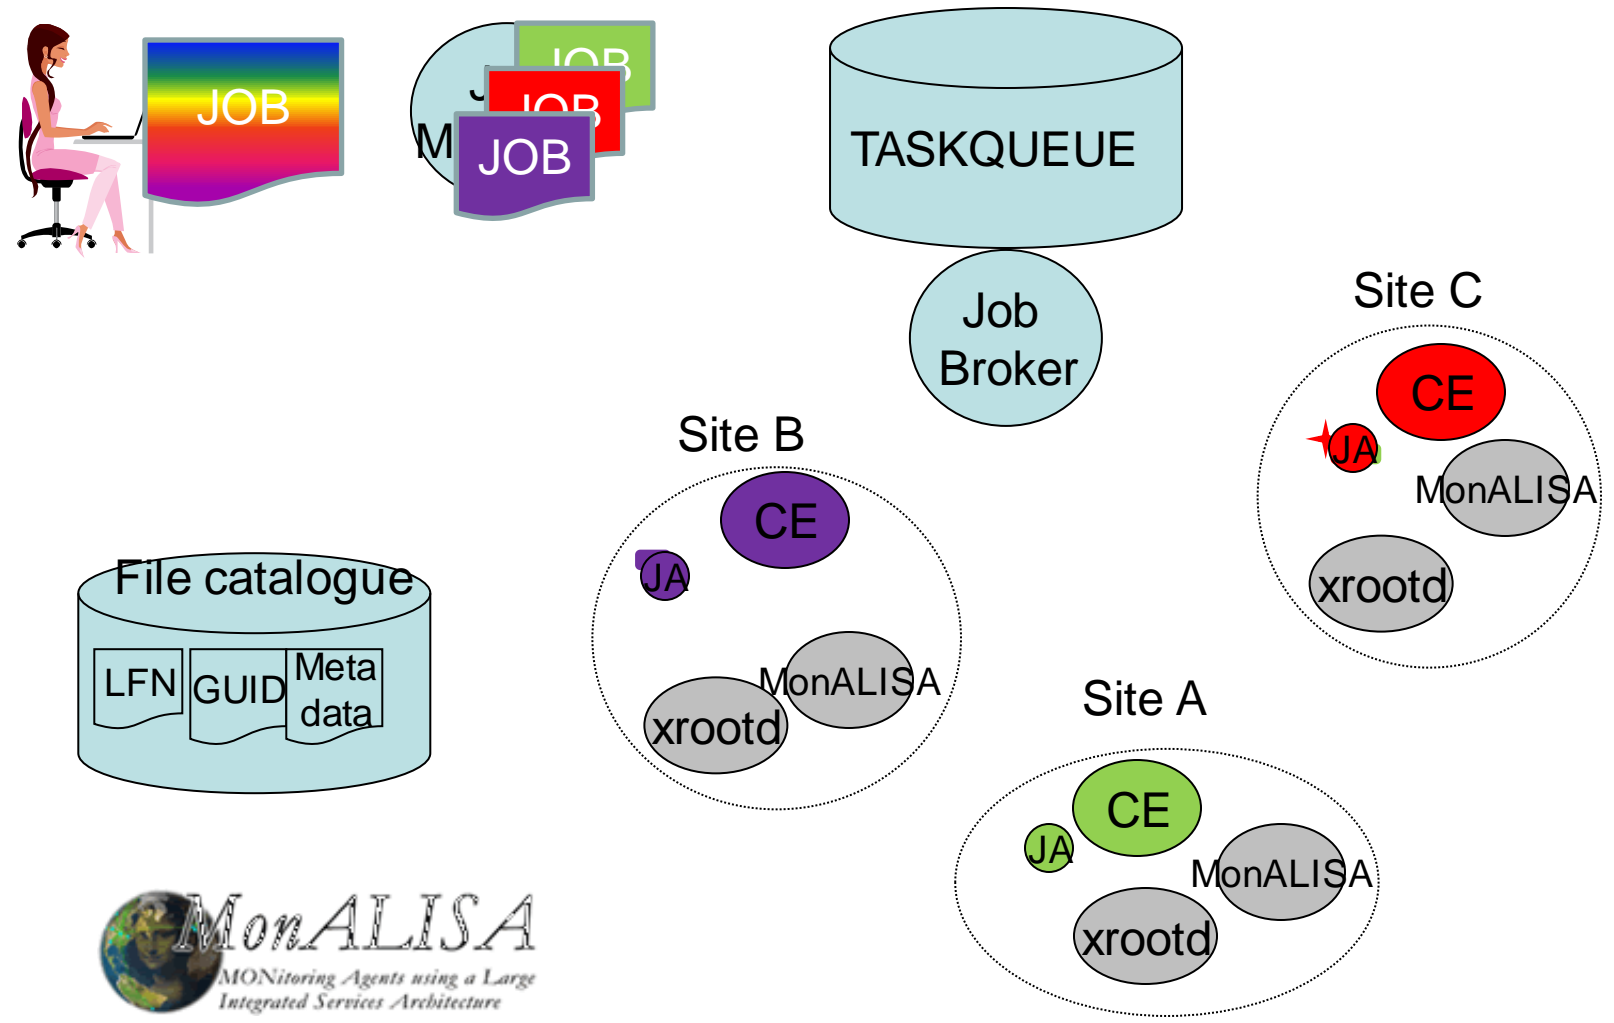 JOB
JOB
JOB
JOB
M
TASKQUEUE
Job
Broker
Site C
CE
JA
MonALISA
xrootd
Site B
CE
JA
MonALISA
xrootd
File catalogue
LFN
GUID
Meta
data
Site A
CE
JA
MonALISA
xrootd
MonALISA
MONitoring Agents using a Large
Integrated Services Architecture